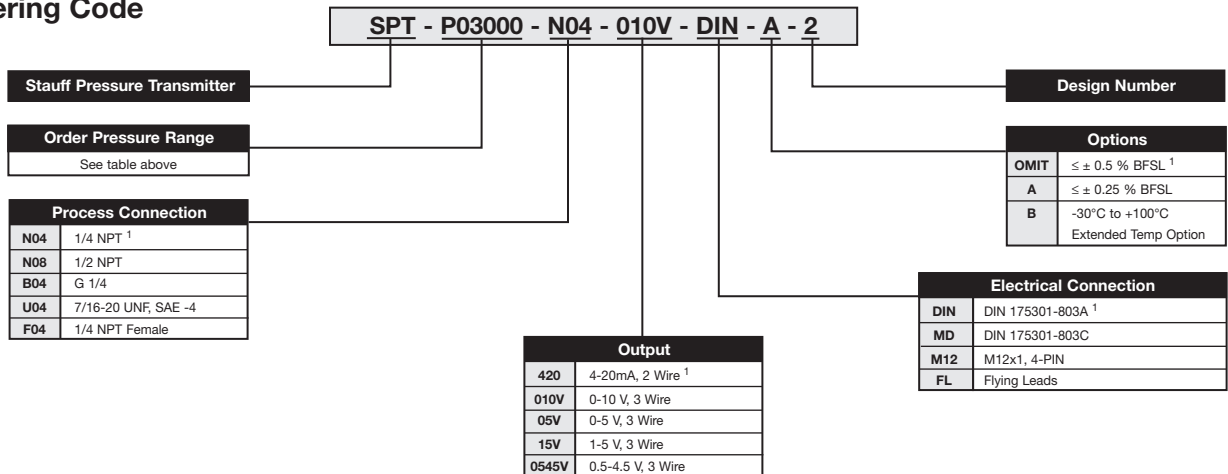 ering Code
SPT - P03000 - N04 - 010V - DIN - A - 2
Stauff Pressure Transmitter
Order Pressure Range
See table above
Process Connection
N04 1/4 NPT 1
N08 1/2 NPT
B04 G 1/4
U04 7/16-20 UNF, SAE -4
F04 1/4 NPT Female
Output
420 4-20mA, 2 Wire 1
010V 0-10 V, 3 Wire
05V 0-5 V, 3 Wire
15V 1-5 V, 3 Wire
0545V 0.5-4.5 V, 3 Wire
Design Number
Options
OMIT ≤ ± 0.5 % BFSL 1
A ≤ ± 0.25 % BFSL
B -30°C to +100°C
Extended Temp Option
Electrical Connection
DIN DIN 175301-803A 1
MD DIN 175301-803C
M12 M12x1, 4-PIN
FL Flying Leads